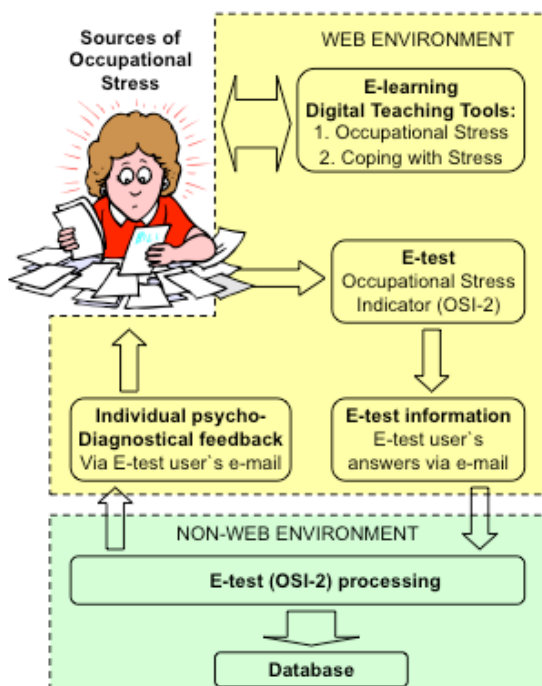 Sources of
Occupational
Stress
WEB ENVIRONMENT
E-learning
Digital Teaching Tools:
1. Occupational Stress
2. Coping with Stress
E-test
Occupational Stress
Indicator (OSI-2)
Individual psycho-
Diagnostical feedback
Via E-test user`s e-mail
E-test information
E-test user`s
answers via e-mail
NON-WEB ENVIRONMENT
E-test (OSI-2) processing
Database